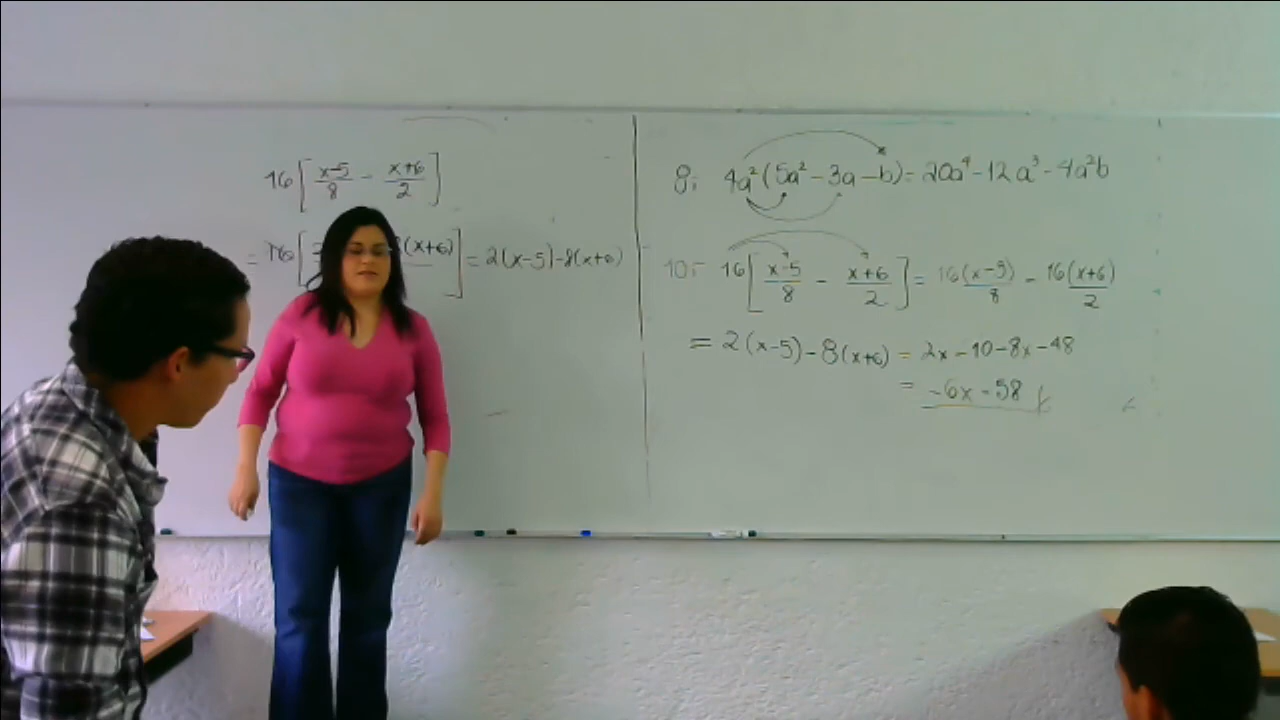 16[(x-5)/8 - (x+6)/2]
= 16[ (x+6)] = 2(x-5)-8(x+6)
8: 4a²(5a²-3a-b)= 20a⁴-12a³-4a²b
10:- 16[(x-5)/8 - (x+6)/2] = 16(x-5)/8 - 16(x+6)/2
= 2(x-5)-8(x+6) = 2x-10-8x-48
= -6x-58